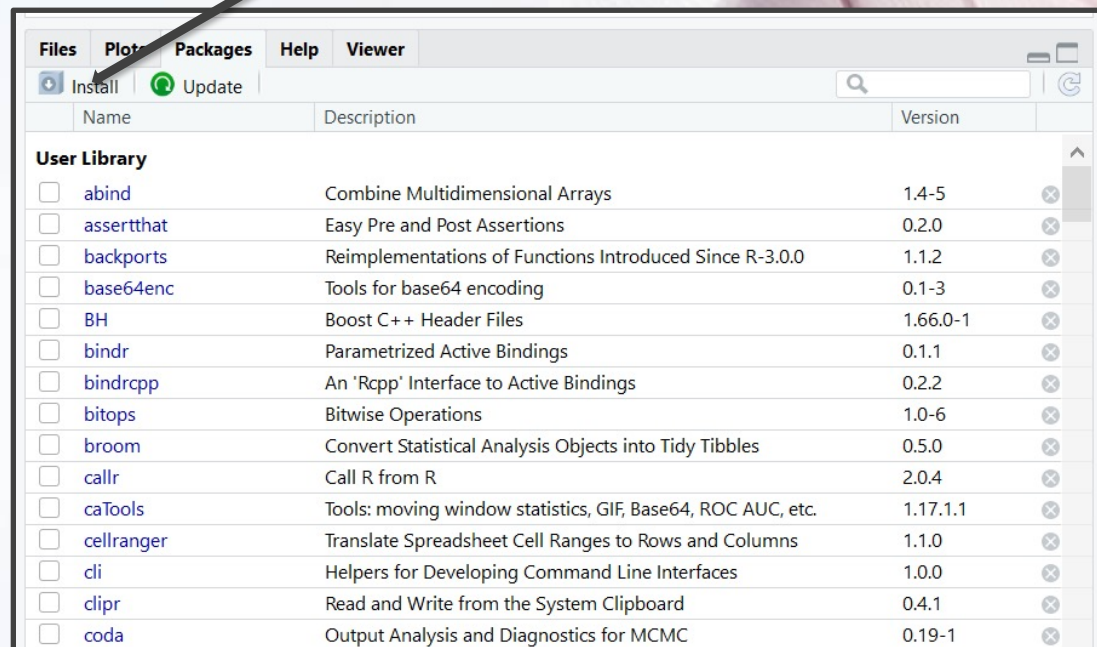 Files Plots Packages Help Viewer
Install Update
Name Description Version
User Library
abind Combine Multidimensional Arrays 1.4-5
assertthat Easy Pre and Post Assertions 0.2.0
backports Reimplementations of Functions Introduced Since R-3.0.0 1.1.2
base64enc Tools for base64 encoding 0.1-3
BH Boost C++ Header Files 1.66.0-1
bindr Parametrized Active Bindings 0.1.1
bindrcpp An 'Rcpp' Interface to Active Bindings 0.2.2
bitops Bitwise Operations 1.0-6
broom Convert Statistical Analysis Objects into Tidy Tibbles 0.5.0
callr Call R from R 2.0.4
caTools Tools: moving window statistics, GIF, Base64, ROC AUC, etc. 1.17.1.1
cellranger Translate Spreadsheet Cell Ranges to Rows and Columns 1.1.0
cli Helpers for Developing Command Line Interfaces 1.0.0
clipr Read and Write from the System Clipboard 0.4.1
coda Output Analysis and Diagnostics for MCMC 0.19-1